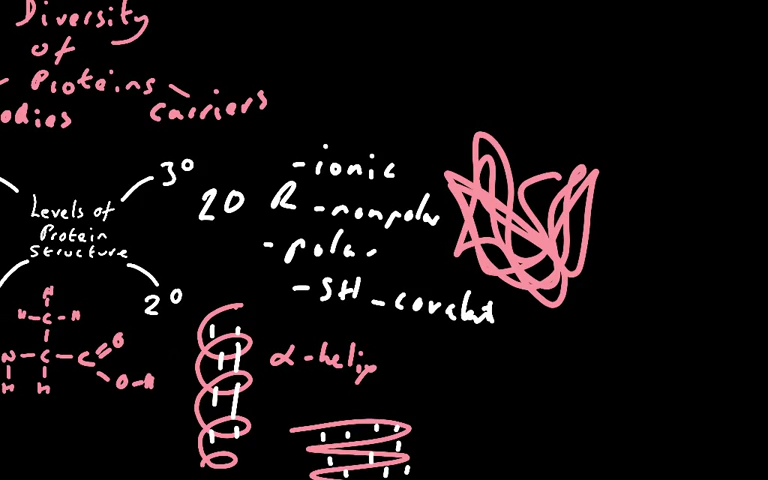 Diversity
of
Proteins
odies
Carriers
3°
- ionic
20 R - nonpolar
- polar
- SH - covalent
Levels of
Protein
Structure
2°
H
H-C-H
N-C-C O
H H O-H
α-helix